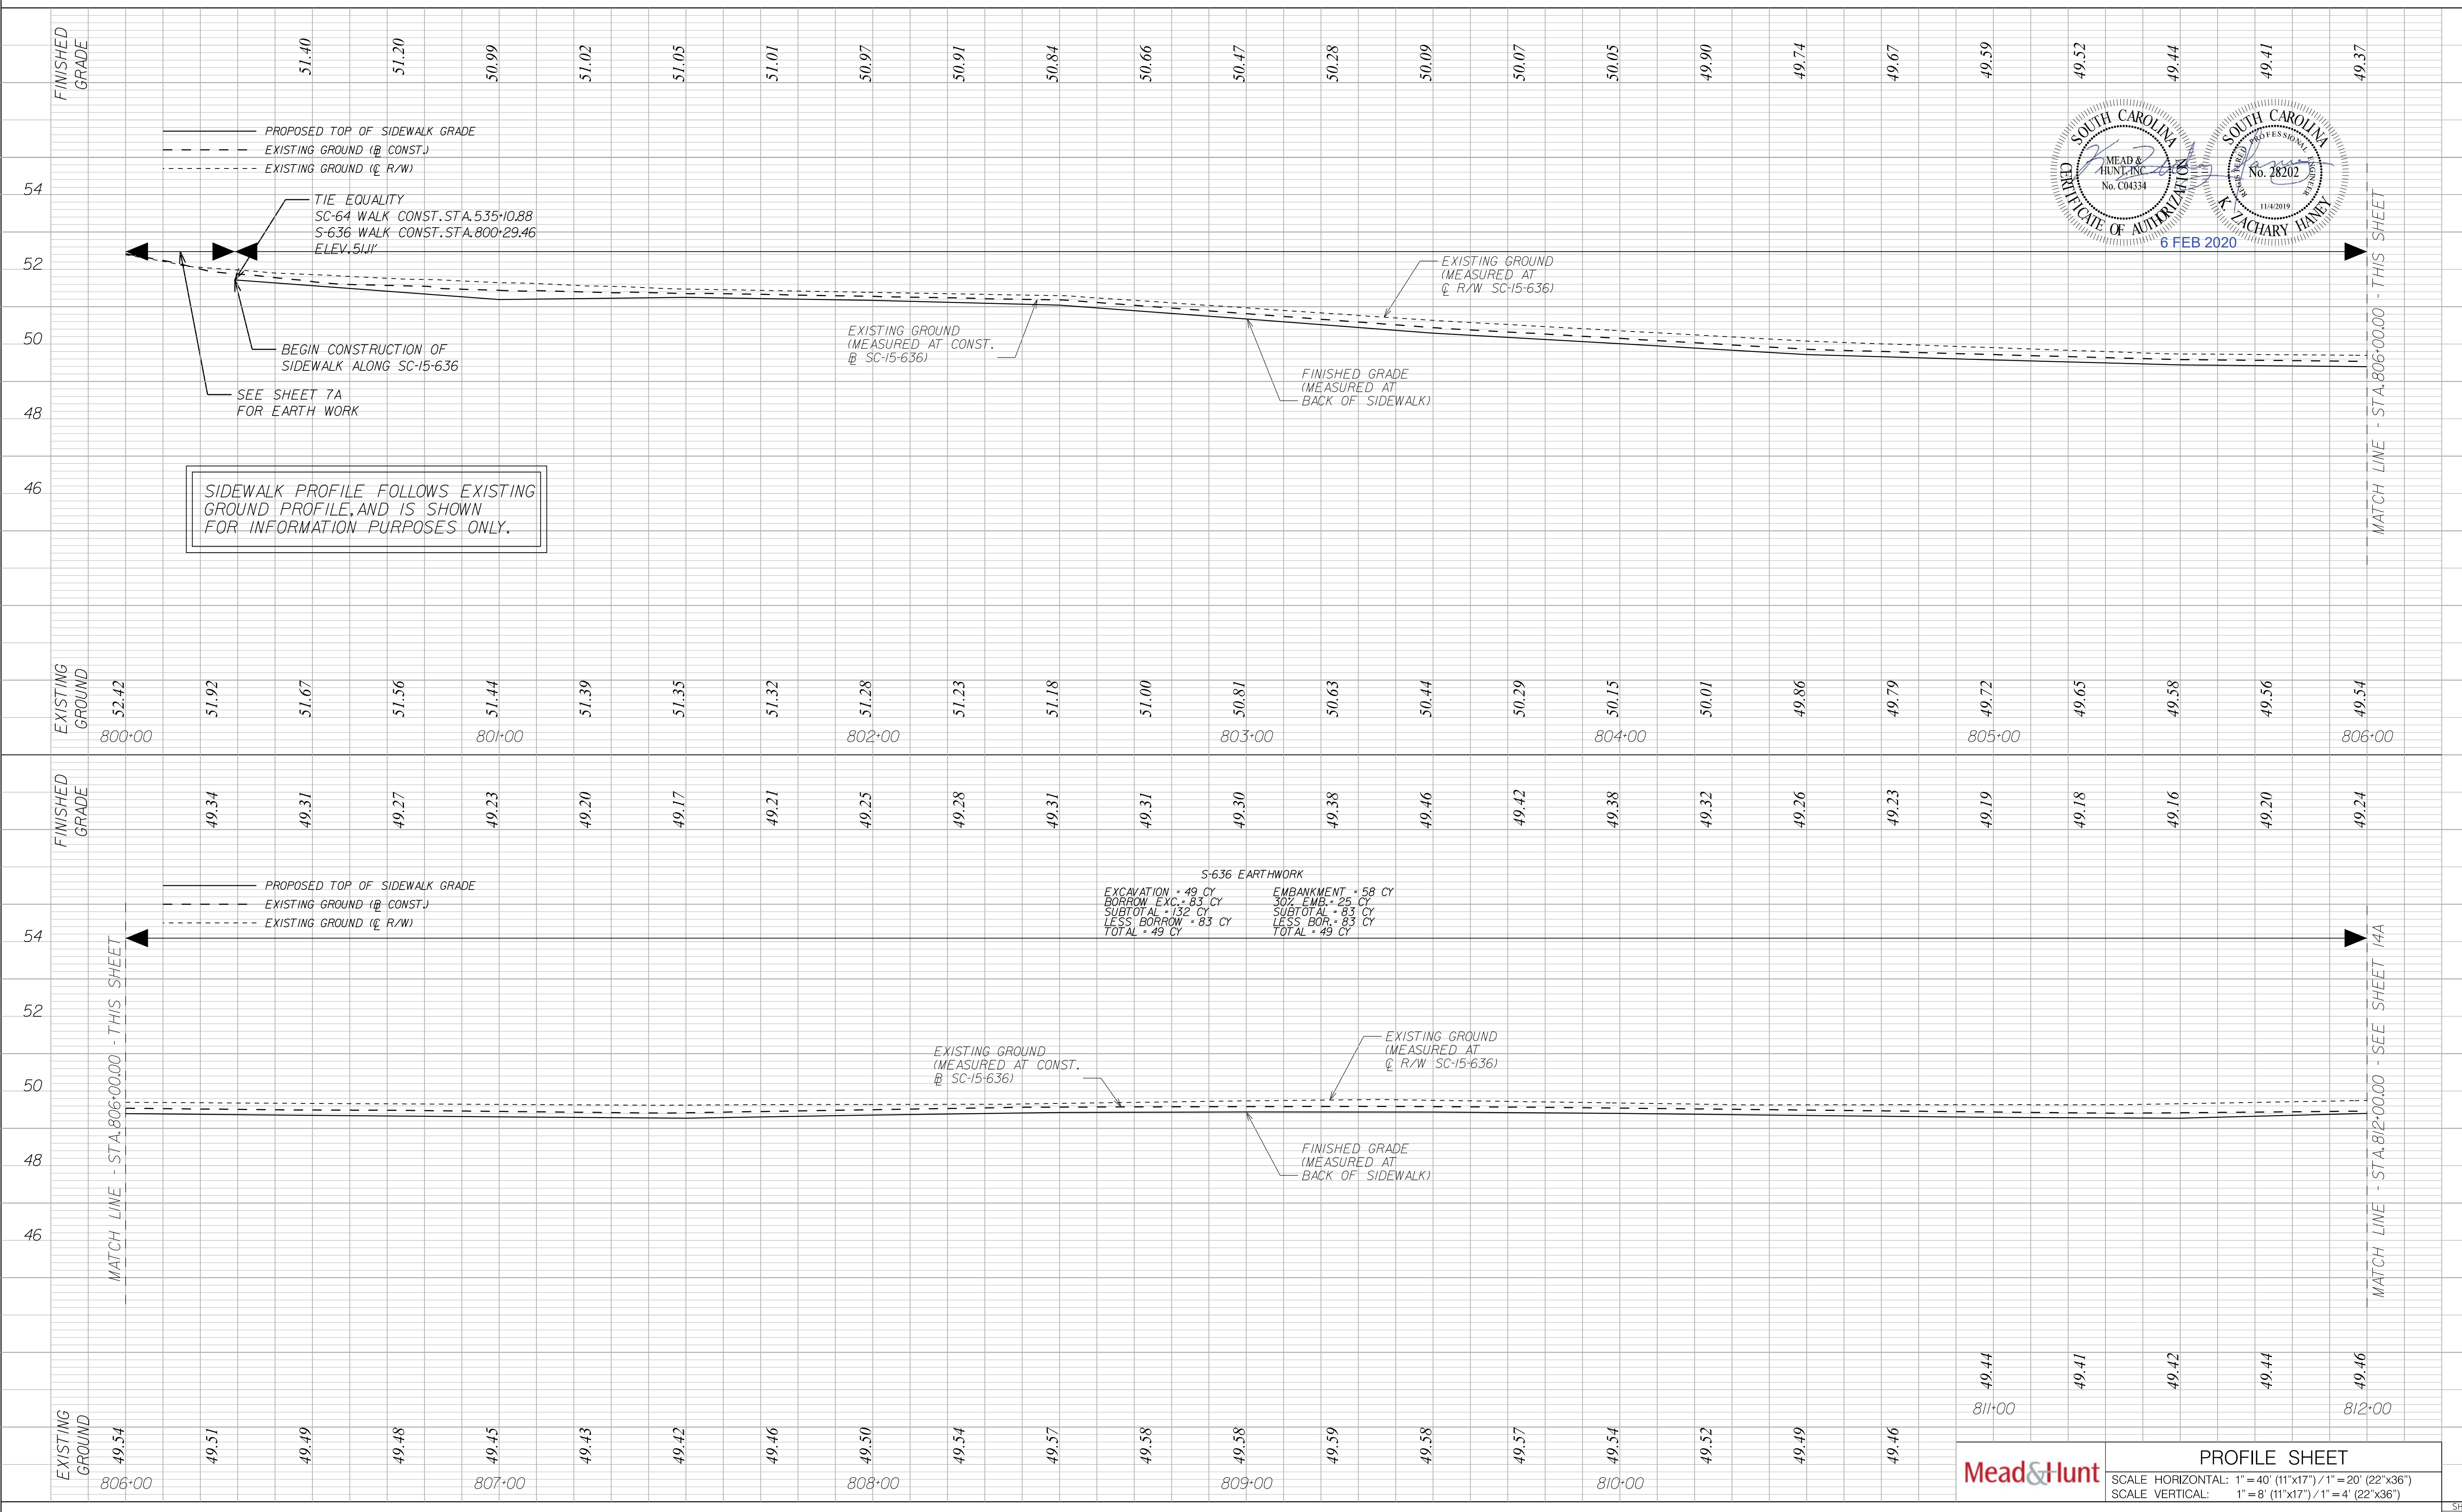 FINISHED
GRADE
51.40 51.20 50.99 51.02 51.05 51.01 50.97 50.91 50.84 50.66 50.47 50.28 50.09 50.07 50.05 49.90 49.74 49.67 49.59 49.52 49.44 49.41 49.37
PROPOSED TOP OF SIDEWALK GRADE
EXISTING GROUND (℄ CONST.)
EXISTING GROUND (℄ R/W)
SOUTH CAROLINA
MEAD &
HUNT, INC.
No. C04334
CERTIFICATE OF AUTHORIZATION
SOUTH CAROLINA
REGISTERED PROFESSIONAL ENGINEER
No. 28202
11/4/2019
K. ZACHARY HANEY
6 FEB 2020
TIE EQUALITY
SC-64 WALK CONST.STA.535+10.88
S-636 WALK CONST.STA.800+29.46
ELEV.51.11'
54
52
50
48
46
BEGIN CONSTRUCTION OF
SIDEWALK ALONG SC-15-636
SEE SHEET 7A
FOR EARTH WORK
EXISTING GROUND
(MEASURED AT CONST.
SC-15-636)
EXISTING GROUND
(MEASURED AT
℄ R/W SC-15-636)
FINISHED GRADE
(MEASURED AT
BACK OF SIDEWALK)
SIDEWALK PROFILE FOLLOWS EXISTING
GROUND PROFILE, AND IS SHOWN
FOR INFORMATION PURPOSES ONLY.
MATCH LINE - STA.806+00.00 - THIS SHEET
EXISTING
GROUND
52.42 51.92 51.67 51.56 51.44 51.39 51.35 51.32 51.28 51.23 51.18 51.00 50.81 50.63 50.44 50.29 50.15 50.01 49.86 49.79 49.72 49.65 49.58 49.56 49.54
800+00 801+00 802+00 803+00 804+00 805+00 806+00
FINISHED
GRADE
49.34 49.31 49.27 49.23 49.20 49.17 49.21 49.25 49.28 49.31 49.31 49.30 49.38 49.46 49.42 49.38 49.32 49.26 49.23 49.19 49.18 49.16 49.20 49.24
PROPOSED TOP OF SIDEWALK GRADE
EXISTING GROUND (CONST.)
EXISTING GROUND (℄ R/W)
S-636 EARTHWORK
EXCAVATION = 49 CY EMBANKMENT = 58 CY
BORROW EXC.= 83 CY 30% EMB.= 25 CY
SUBTOTAL = 132 CY SUBTOTAL = 83 CY
LESS BORROW = 83 CY LESS BOR.= 83 CY
TOTAL = 49 CY TOTAL = 49 CY
54
52
50
48
46
MATCH LINE - STA.806+00.00 - THIS SHEET
EXISTING GROUND
(MEASURED AT CONST.
SC-15-636)
EXISTING GROUND
(MEASURED AT
℄ R/W SC-15-636)
FINISHED GRADE
(MEASURED AT
BACK OF SIDEWALK)
MATCH LINE - STA.812+00.00 - SEE SHEET 14A
EXISTING
GROUND
49.54 49.51 49.49 49.48 49.45 49.43 49.42 49.46 49.50 49.54 49.57 49.58 49.58 49.59 49.58 49.57 49.54 49.52 49.49 49.46 49.44 49.41 49.42 49.44 49.46
806+00 807+00 808+00 809+00 810+00 811+00 812+00
Mead&Hunt
PROFILE SHEET
SCALE HORIZONTAL: 1" = 40' (11"x17") / 1" = 20' (22"x36")
SCALE VERTICAL: 1" = 8' (11"x17") / 1" = 4' (22"x36")